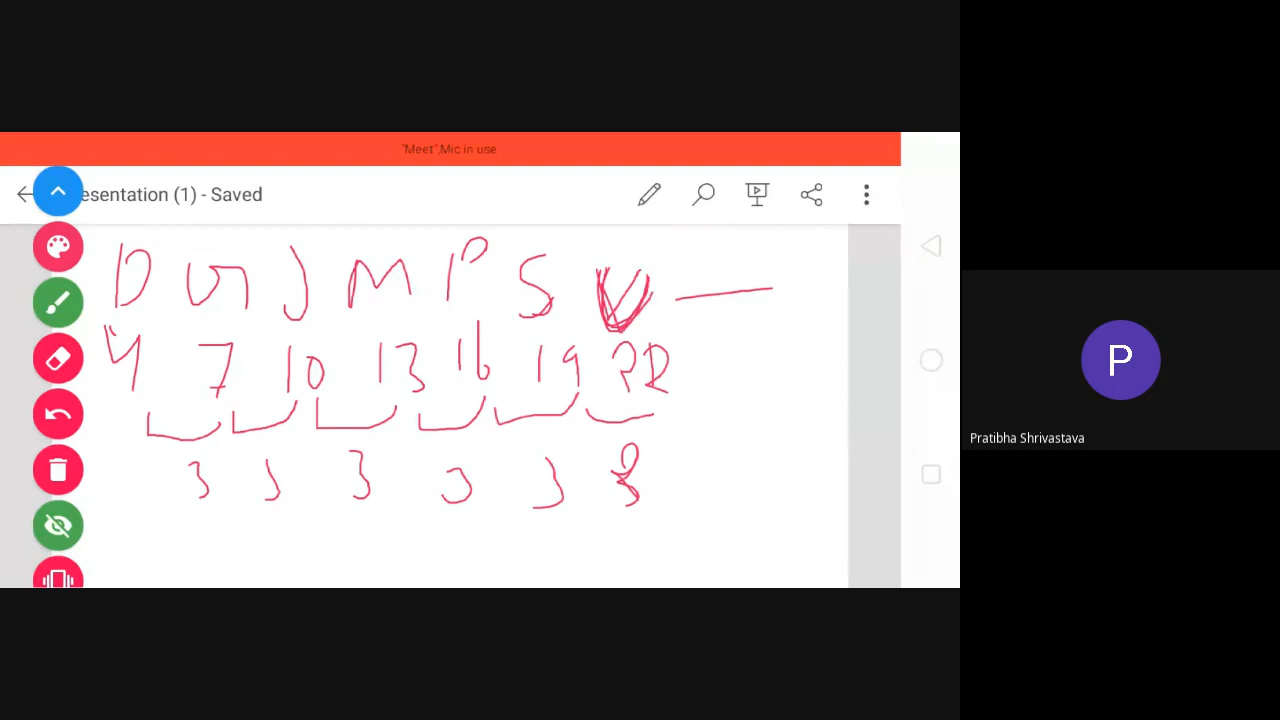 "Meet",Mic in use
esentation (1) - Saved
D G J M P S V —
4 7 10 13 16 19 22
3 3 3 3 3 3
P
Pratibha Shrivastava